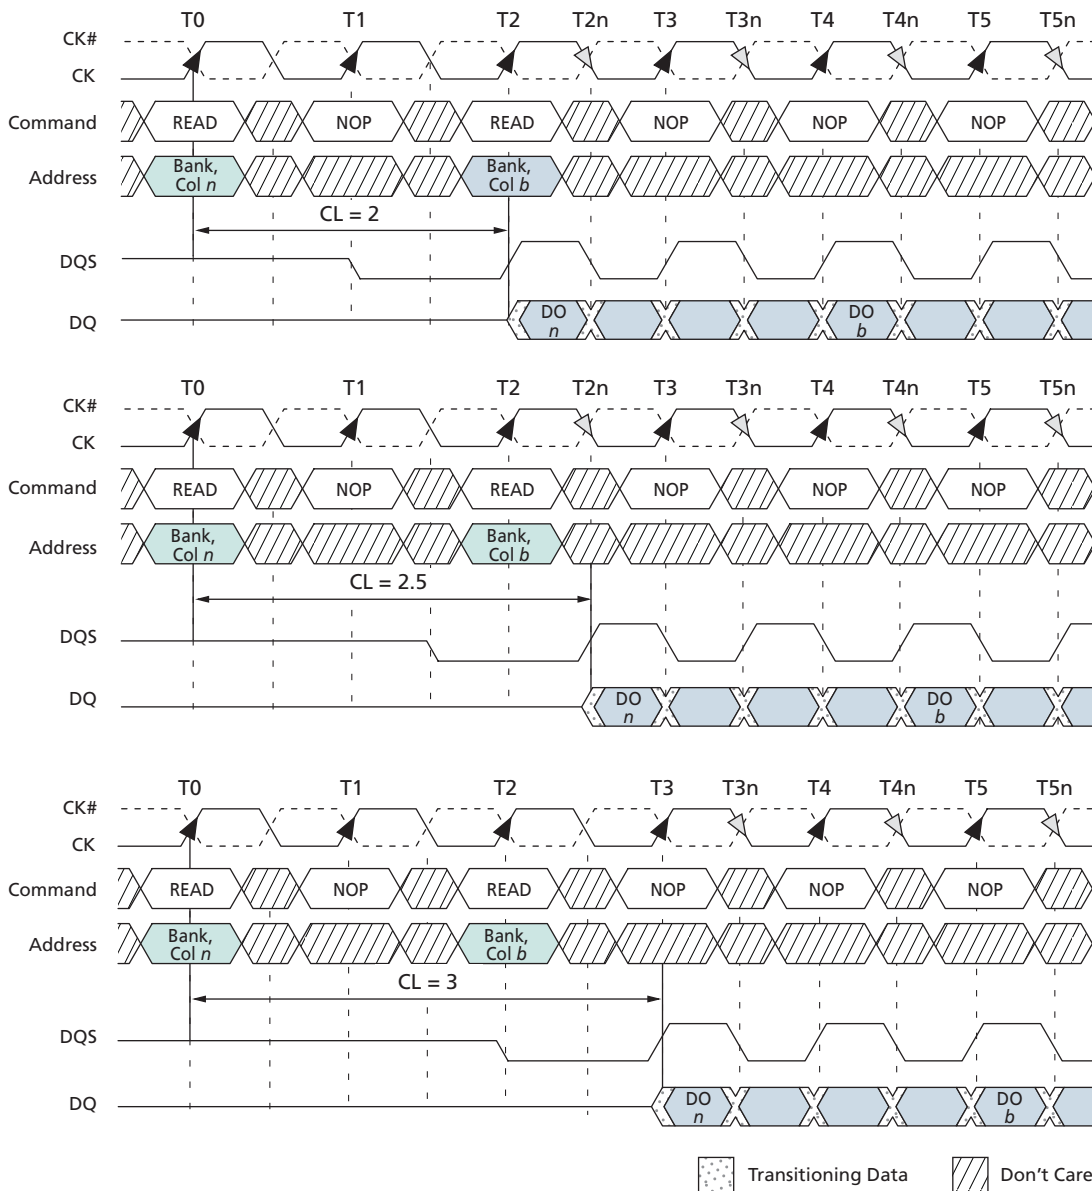 T0 T1 T2 T2n T3 T3n T4 T4n T5 T5n
CK#
CK
Command READ NOP READ NOP NOP NOP
Address Bank, Col n Bank, Col b
CL = 2
DQS
DQ DO n DO b
T0 T1 T2 T2n T3 T3n T4 T4n T5 T5n
CK#
CK
Command READ NOP READ NOP NOP NOP
Address Bank, Col n Bank, Col b
CL = 2.5
DQS
DQ DO n DO b
T0 T1 T2 T3 T3n T4 T4n T5 T5n
CK#
CK
Command READ NOP READ NOP NOP NOP
Address Bank, Col n Bank, Col b
CL = 3
DQS
DQ DO n DO b
Transitioning Data Don't Care